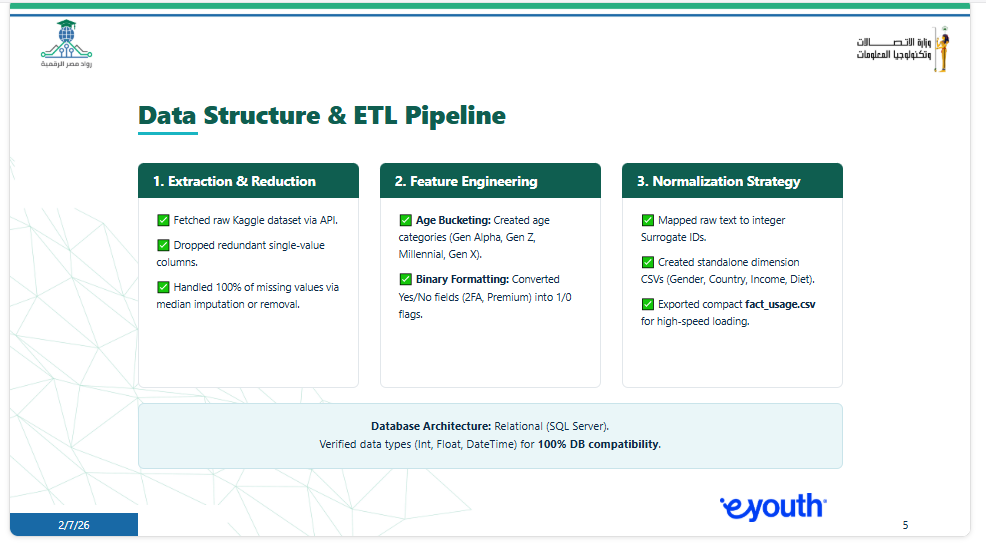 رواد مصر الرقمية
وزارة الاتصـــــالات
وتكنولوجيا المعلومات
Data Structure & ETL Pipeline
1. Extraction & Reduction
✅ Fetched raw Kaggle dataset via API.
✅ Dropped redundant single-value
columns.
✅ Handled 100% of missing values via
median imputation or removal.
2. Feature Engineering
✅ Age Bucketing: Created age
categories (Gen Alpha, Gen Z,
Millennial, Gen X).
✅ Binary Formatting: Converted
Yes/No fields (2FA, Premium) into 1/0
flags.
3. Normalization Strategy
✅ Mapped raw text to integer
Surrogate IDs.
✅ Created standalone dimension
CSVs (Gender, Country, Income, Diet).
✅ Exported compact fact_usage.csv
for high-speed loading.
Database Architecture: Relational (SQL Server).
Verified data types (Int, Float, DateTime) for 100% DB compatibility.
eyouth
2/7/26
5